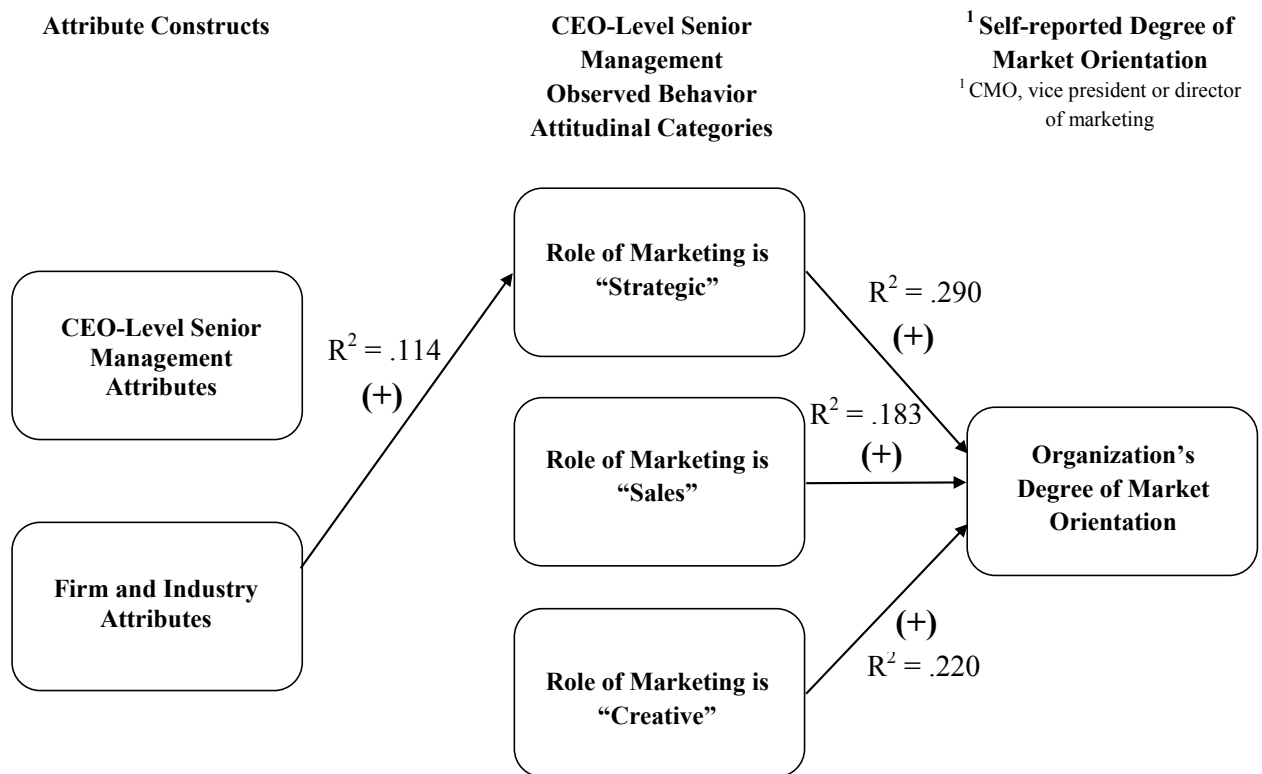 Attribute Constructs
CEO-Level Senior
Management
Observed Behavior
Attitudinal Categories
¹ Self-reported Degree of
Market Orientation
¹ CMO, vice president or director
of marketing
CEO-Level Senior
Management
Attributes
Firm and Industry
Attributes
R² = .114
(+)
Role of Marketing is
“Strategic”
Role of Marketing is
“Sales”
Role of Marketing is
“Creative”
R² = .290
(+)
R² = .183
(+)
(+)
R² = .220
Organization’s
Degree of Market
Orientation